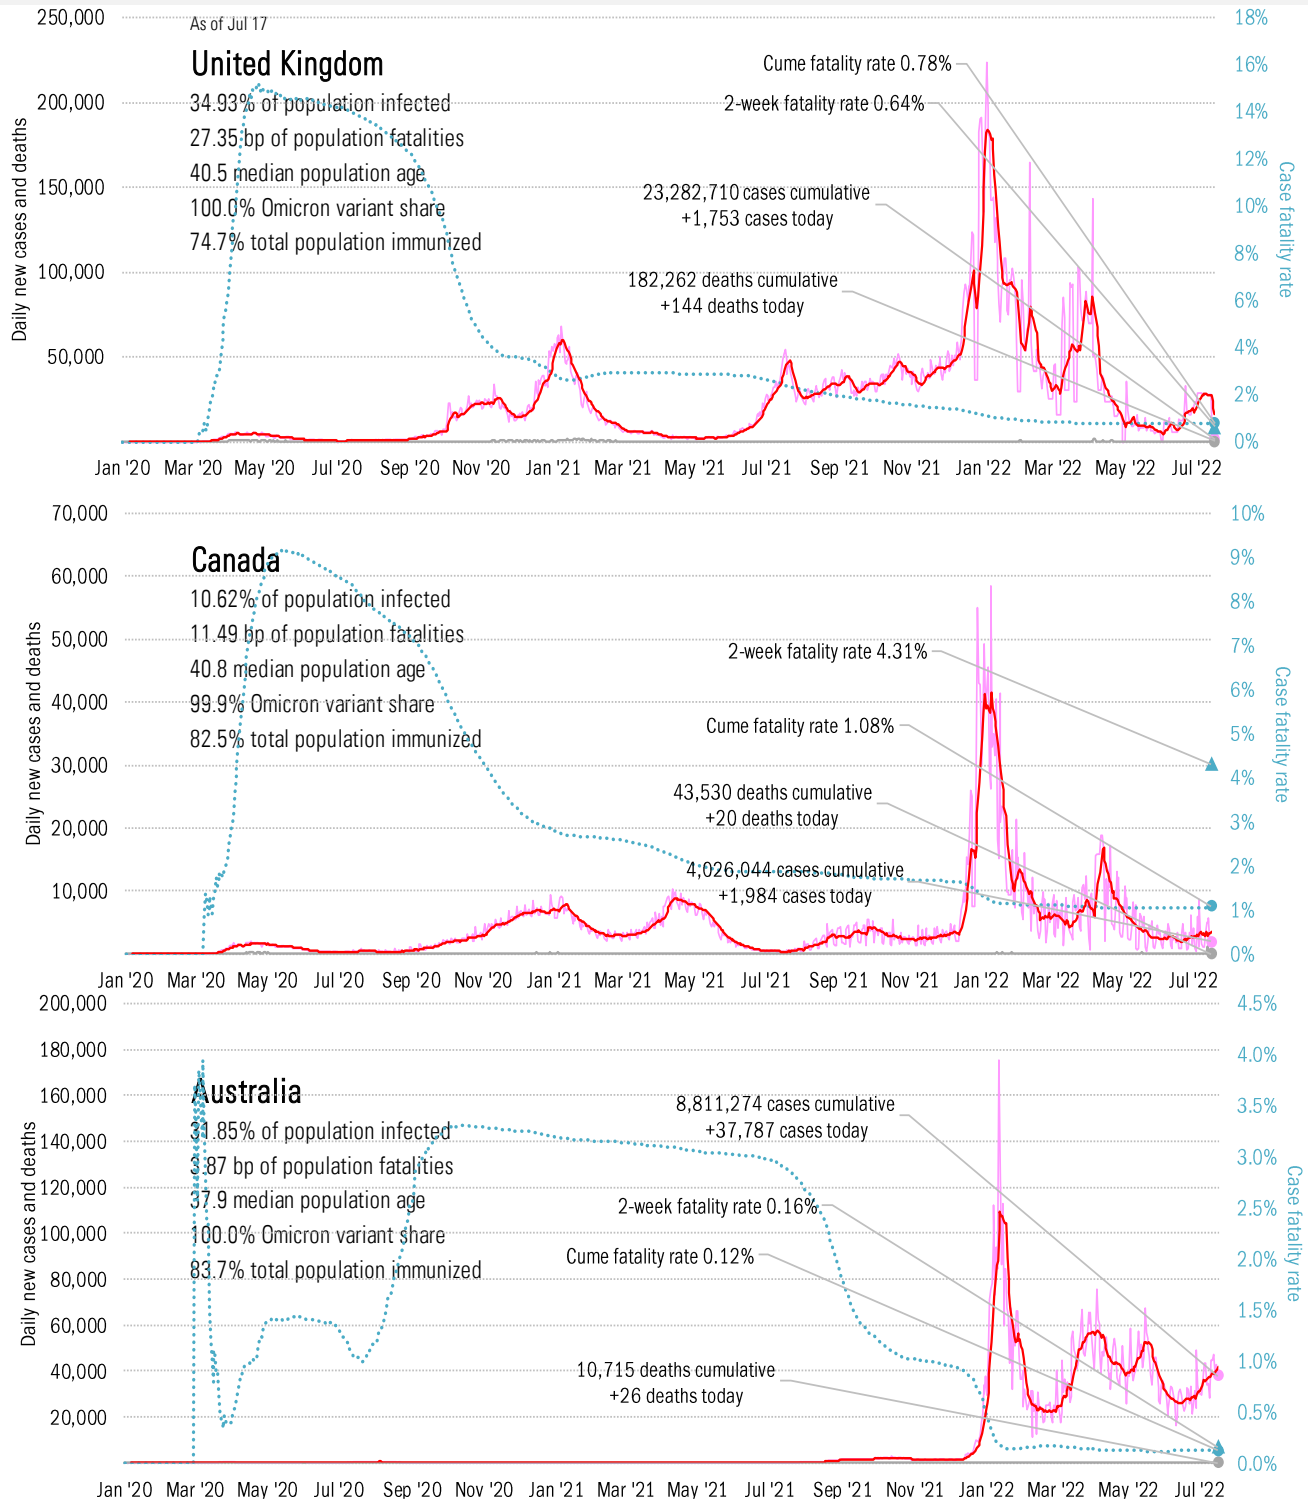 250,000
As of Jul 17
18%
United Kingdom
Cume fatality rate 0.78%
16%
200,000
34.93% of population infected
2-week fatality rate 0.64%
14%
27.35 bp of population fatalities
12%
150,000
40.5 median population age
23,282,710 cases cumulative
+1,753 cases today
10%
100.0% Omicron variant share
74.7% total population immunized
8%
100,000
182,262 deaths cumulative
+144 deaths today
6%
50,000
4%
2%
0%
Daily new cases and deaths
Case fatality rate
Jan '20 Mar '20 May '20 Jul '20 Sep '20 Nov '20 Jan '21 Mar '21 May '21 Jul '21 Sep '21 Nov '21 Jan '22 Mar '22 May '22 Jul '22
70,000
10%
Canada
9%
60,000
10.62% of population infected
8%
11.49 bp of population fatalities
50,000
2-week fatality rate 4.31%
7%
40.8 median population age
6%
40,000
99.9% Omicron variant share
Cume fatality rate 1.08%
5%
82.5% total population immunized
30,000
4%
43,530 deaths cumulative
+20 deaths today
20,000
3%
4,026,044 cases cumulative
+1,984 cases today
2%
10,000
1%
0%
Daily new cases and deaths
Case fatality rate
Jan '20 Mar '20 May '20 Jul '20 Sep '20 Nov '20 Jan '21 Mar '21 May '21 Jul '21 Sep '21 Nov '21 Jan '22 Mar '22 May '22 Jul '22
200,000
4.5%
180,000
4.0%
Australia
160,000
8,811,274 cases cumulative
+37,787 cases today
3.5%
31.85% of population infected
140,000
3.87 bp of population fatalities
3.0%
120,000
37.9 median population age
2-week fatality rate 0.16%
2.5%
100,000
100.0% Omicron variant share
Cume fatality rate 0.12%
2.0%
83.7% total population immunized
80,000
1.5%
60,000
1.0%
40,000
10,715 deaths cumulative
+26 deaths today
0.5%
20,000
0.0%
Daily new cases and deaths
Case fatality rate
Jan '20 Mar '20 May '20 Jul '20 Sep '20 Nov '20 Jan '21 Mar '21 May '21 Jul '21 Sep '21 Nov '21 Jan '22 Mar '22 May '22 Jul '22